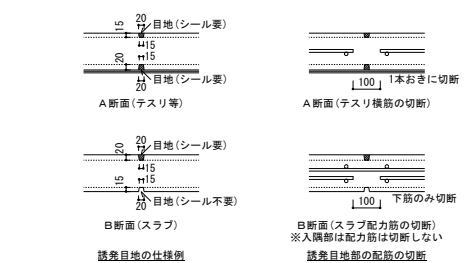 20
15
目地(シール要)
15
20
目地(シール要)
20
A断面(テスリ等)
1本おきに切断
100
A断面(テスリ横筋の切断)
20
20
目地(シール要)
15
15
目地(シール不要)
20
B断面(スラブ)
下筋のみ切断
100
B断面(スラブ配力筋の切断)
※入隅部は配力筋は切断しない
誘発目地の仕様例
誘発目地部の配筋の切断